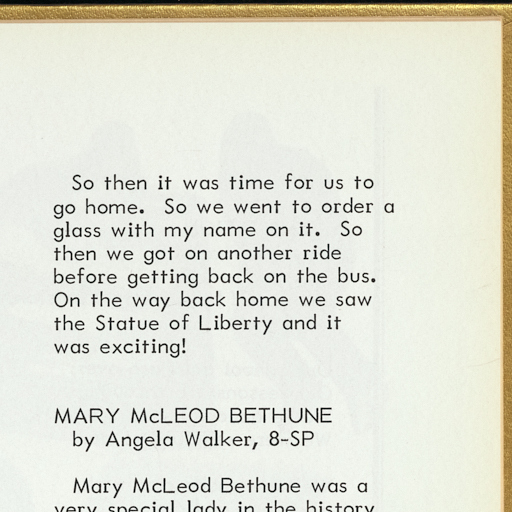 So then it was time for us to
go home. So we went to order a
glass with my name on it. So
then we got on another ride
before getting back on the bus.
On the way back home we saw
the Statue of Liberty and it
was exciting!
MARY McLEOD BETHUNE
by Angela Walker, 8-SP
Mary McLeod Bethune was a
very special lady in the history